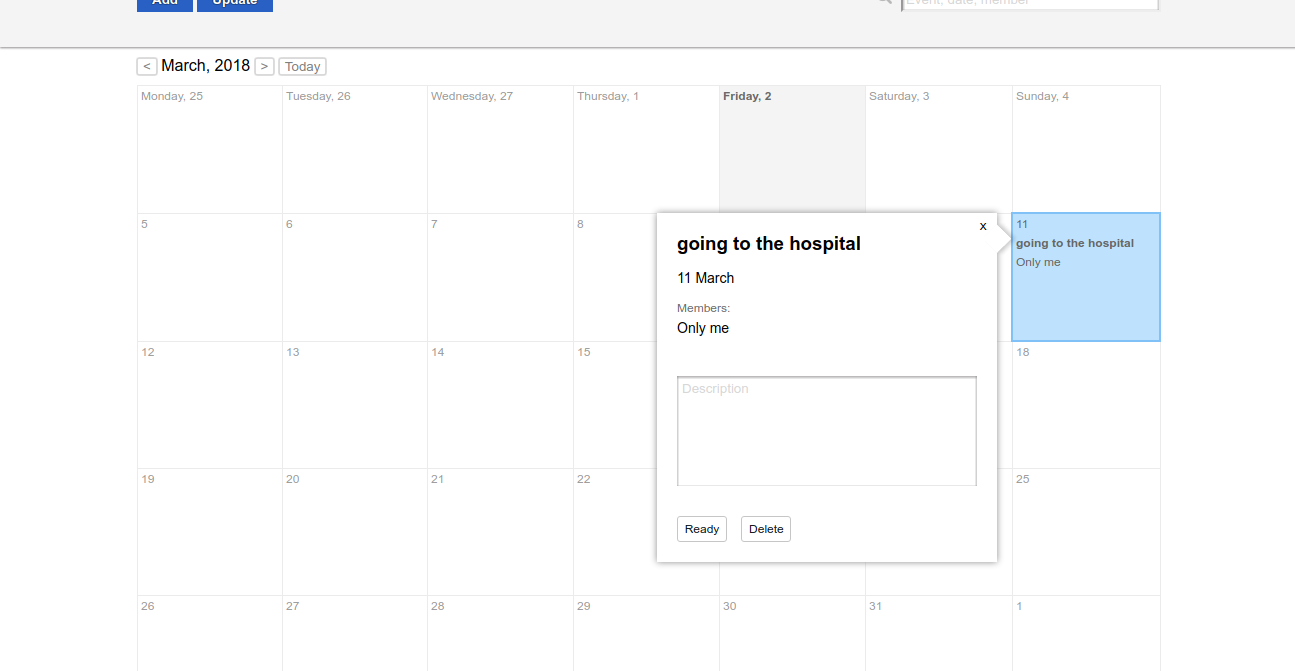 Add Update Event, date, member
< March, 2018 > Today
Monday, 25 Tuesday, 26 Wednesday, 27 Thursday, 1 Friday, 2 Saturday, 3 Sunday, 4
5 6 7 8 11
going to the hospital
Only me
x
going to the hospital
11 March
Members:
Only me
Description
Ready Delete
12 13 14 15 18
19 20 21 22 25
26 27 28 29 30 31 1